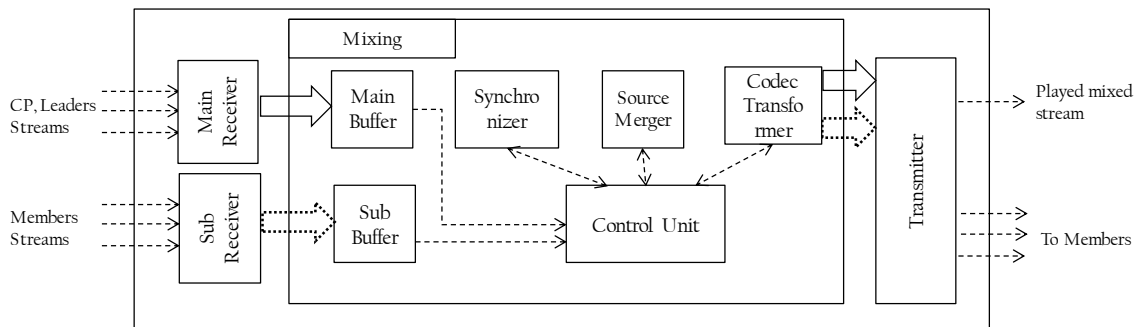 Mixing
CP, Leaders
Streams
Main
Receiver
Main
Buffer
Synchro
nizer
Source
Merger
Codec
Transfo
rmer
Transmitter
Played mixed
stream
Members
Streams
Sub
Receiver
Sub
Buffer
Control Unit
To Members